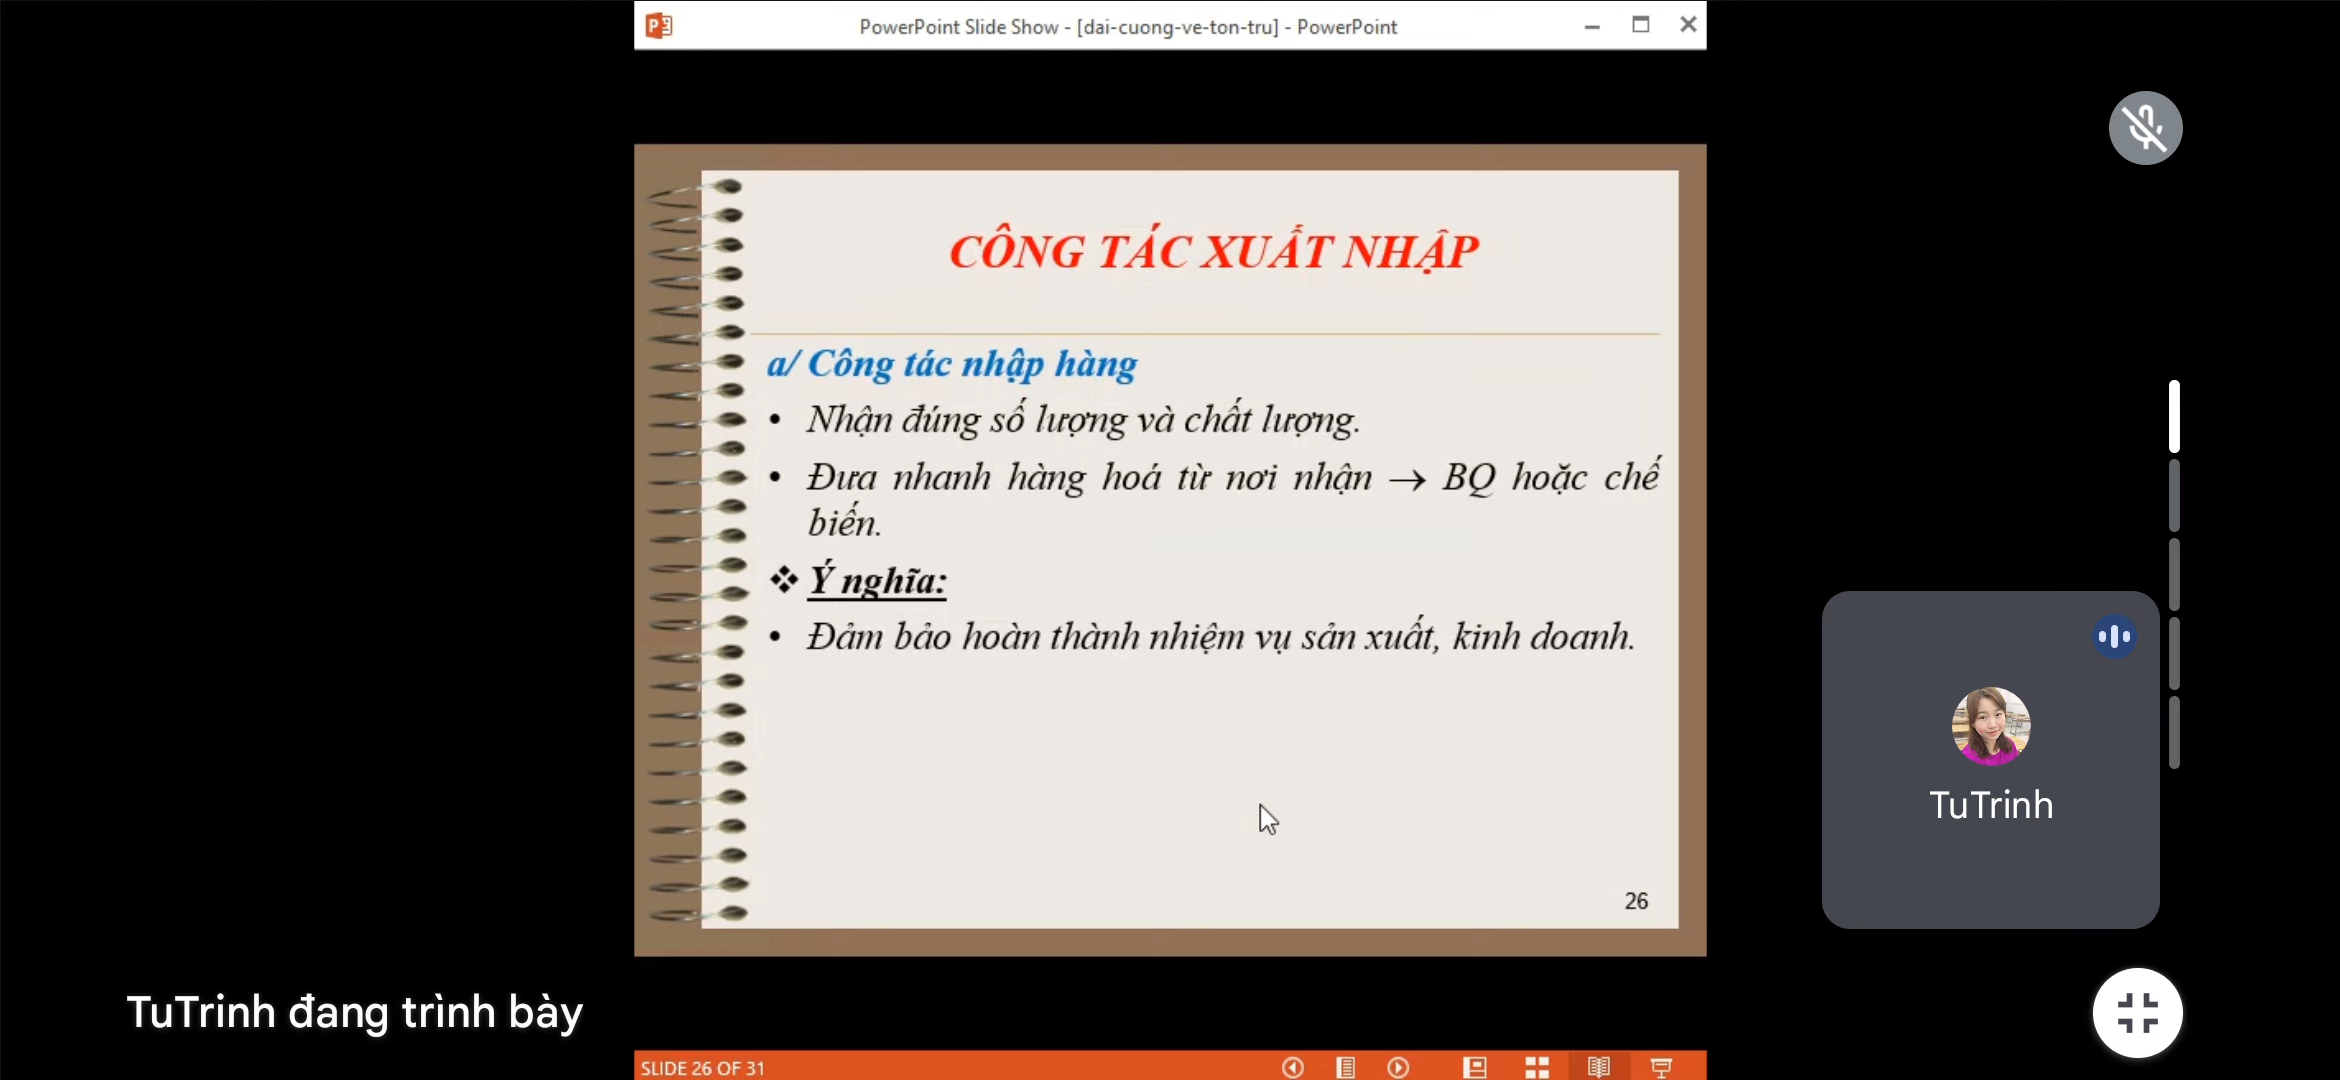 PowerPoint Slide Show - [dai-cuong-ve-ton-tru] - PowerPoint
CÔNG TÁC XUẤT NHẬP
a/ Công tác nhập hàng
• Nhận đúng số lượng và chất lượng.
• Đưa nhanh hàng hoá từ nơi nhận → BQ hoặc chế
biến.
❖ Ý nghĩa:
• Đảm bảo hoàn thành nhiệm vụ sản xuất, kinh doanh.
26
TuTrinh
TuTrinh đang trình bày
SLIDE 26 OF 31